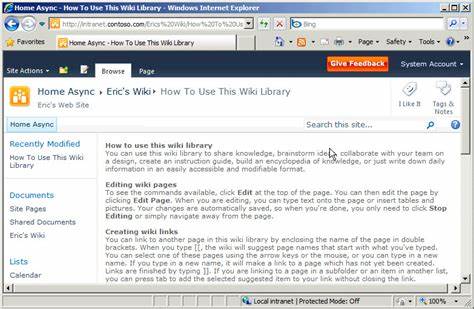 Home Async - How To Use This Wiki Library - Windows Internet Explorer
http://intranet.contoso.com/Erics%20Wiki/How%20To%20Us
Bing
Favorites
Home Async - How To Use This Wiki Library
Page
Safety
Tools
Give Feedback
System Account
Site Actions
Browse
Page
Home Async
Eric's Wiki
How To Use This Wiki Library
Eric's Web Site
I Like It
Tags & Notes
Home Async
Search this site...
Recently Modified
How To Use This Wiki Library
Documents
Site Pages
Shared Documents
Eric's Wiki
Lists
Calendar
How to use this wiki library
You can use this wiki library to share knowledge, brainstorm ideas, collaborate with your team on
a design, create an instruction guide, build an encyclopedia of knowledge, or just write down daily
information in an easily accessible and modifiable format.
Editing wiki pages
To see the commands available, click Edit at the top of the page. You can then edit the page by
clicking Edit Page. When you are editing, you can type text onto the page or insert tables and
pictures. Your changes are automatically saved, so when you're done, you only need to click Stop
Editing or simply navigate away from the page.
Creating wiki links
You can link to another page in this wiki library by enclosing the name of the page in double
brackets. When you type [[, the wiki will suggest page names that start with what you've typed.
You can select one of these pages using the arrow keys or the mouse, or you can type in a new
name. If you type in a new name, it will make a link to a page which has not yet been created.
Links are finished by typing ]]. If you are linking to a page in a subfolder or an item in another list,
you can press tab to add the selected suggested item to your link without closing the link.
Local intranet | Protected Mode: Off
100%